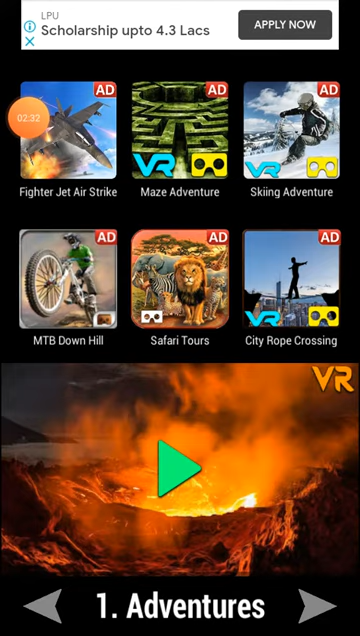 LPU
Scholarship upto 4.3 Lacs
APPLY NOW
AD
AD
AD
02:32
VR
VR
Fighter Jet Air Strike
Maze Adventure
Skiing Adventure
AD
AD
AD
VR
MTB Down Hill
Safari Tours
City Rope Crossing
VR
1. Adventures